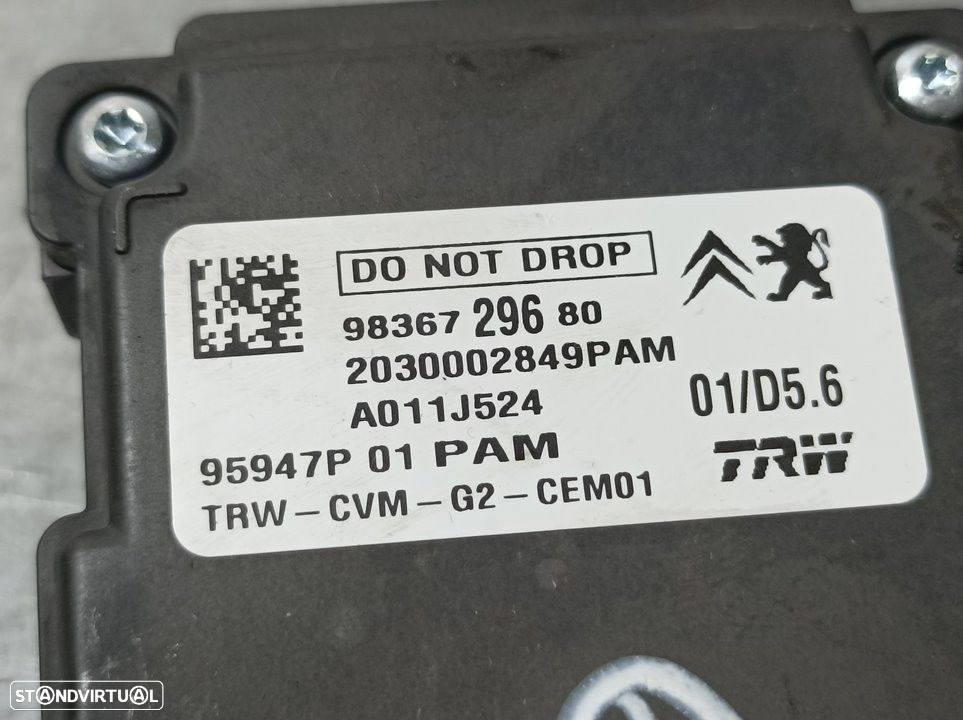 DO NOT DROP
98367 296 80
2030002849PAM
A011J524
01/D5.6
95947P 01 PAM
TRW
TRW-CVM-G2-CEM01
STANDVIRTUAL